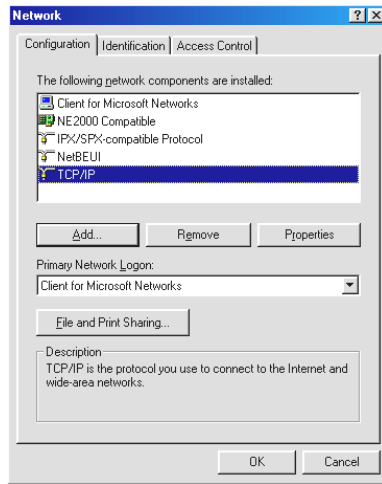 Network
Configuration Identification Access Control
The following network components are installed:
Client for Microsoft Networks
NE2000 Compatible
IPX/SPX-compatible Protocol
NetBEUI
TCP/IP
Add... Remove Properties
Primary Network Logon:
Client for Microsoft Networks
File and Print Sharing...
Description
TCP/IP is the protocol you use to connect to the Internet and
wide-area networks.
OK Cancel